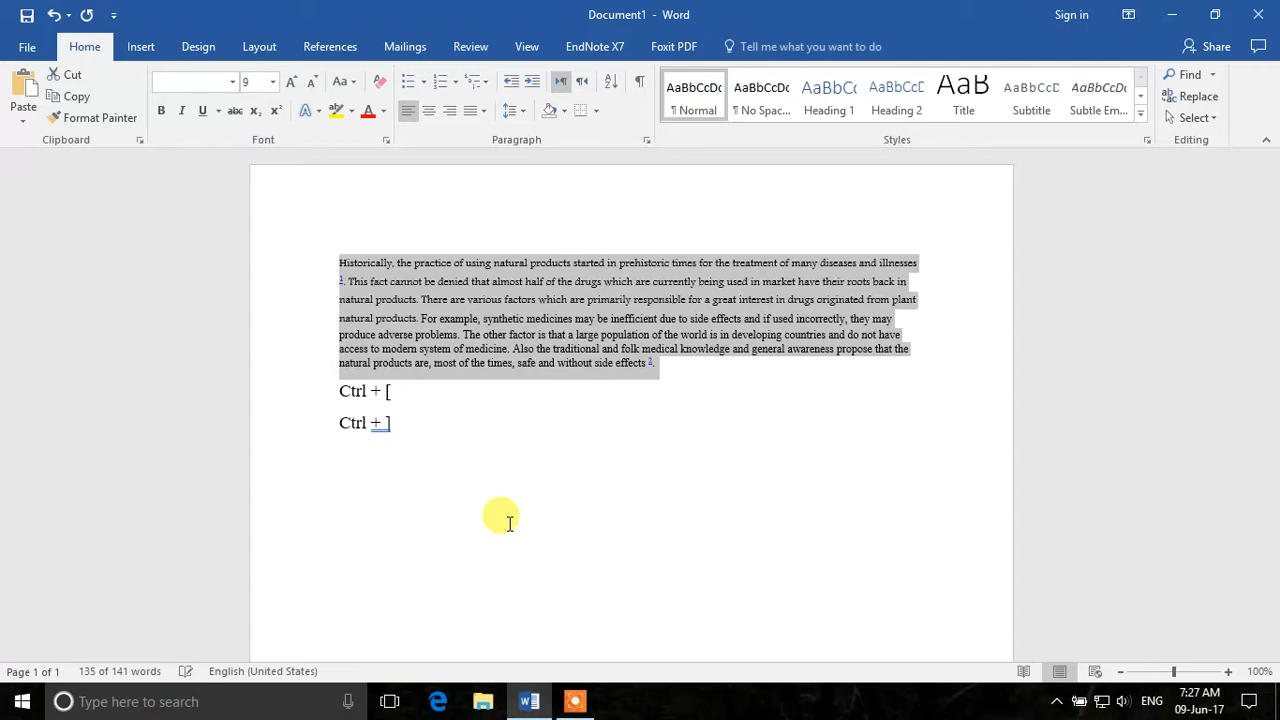 Document1 - Word
Sign in
File Home Insert Design Layout References Mailings Review View EndNote X7 Foxit PDF Tell me what you want to do Share
Paste
Cut
Copy
Format Painter
Clipboard
9
Aa
B I U abc x₂ x²
A
A
Font
Paragraph
AaBbCcDc AaBbCcDc AaBbCc AaBbCcD AaB AaBbCcD AaBbCcDc
¶ Normal ¶ No Spac... Heading 1 Heading 2 Title Subtitle Subtle Em...
Styles
Find
Replace
Select
Editing
Historically, the practice of using natural products started in prehistoric times for the treatment of many diseases and illnesses
1. This fact cannot be denied that almost half of the drugs which are currently being used in market have their roots back in
natural products. There are various factors which are primarily responsible for a great interest in drugs originated from plant
natural products. For example, synthetic medicines may be inefficient due to side effects and if used incorrectly, they may
produce adverse problems. The other factor is that a large population of the world is in developing countries and do not have
access to modern system of medicine. Also the traditional and folk medical knowledge and general awareness propose that the
natural products are, most of the times, safe and without side effects 2.
Ctrl + [
Ctrl + ]
Page 1 of 1 135 of 141 words English (United States) 100%
Type here to search
ENG
7:27 AM
09-Jun-17